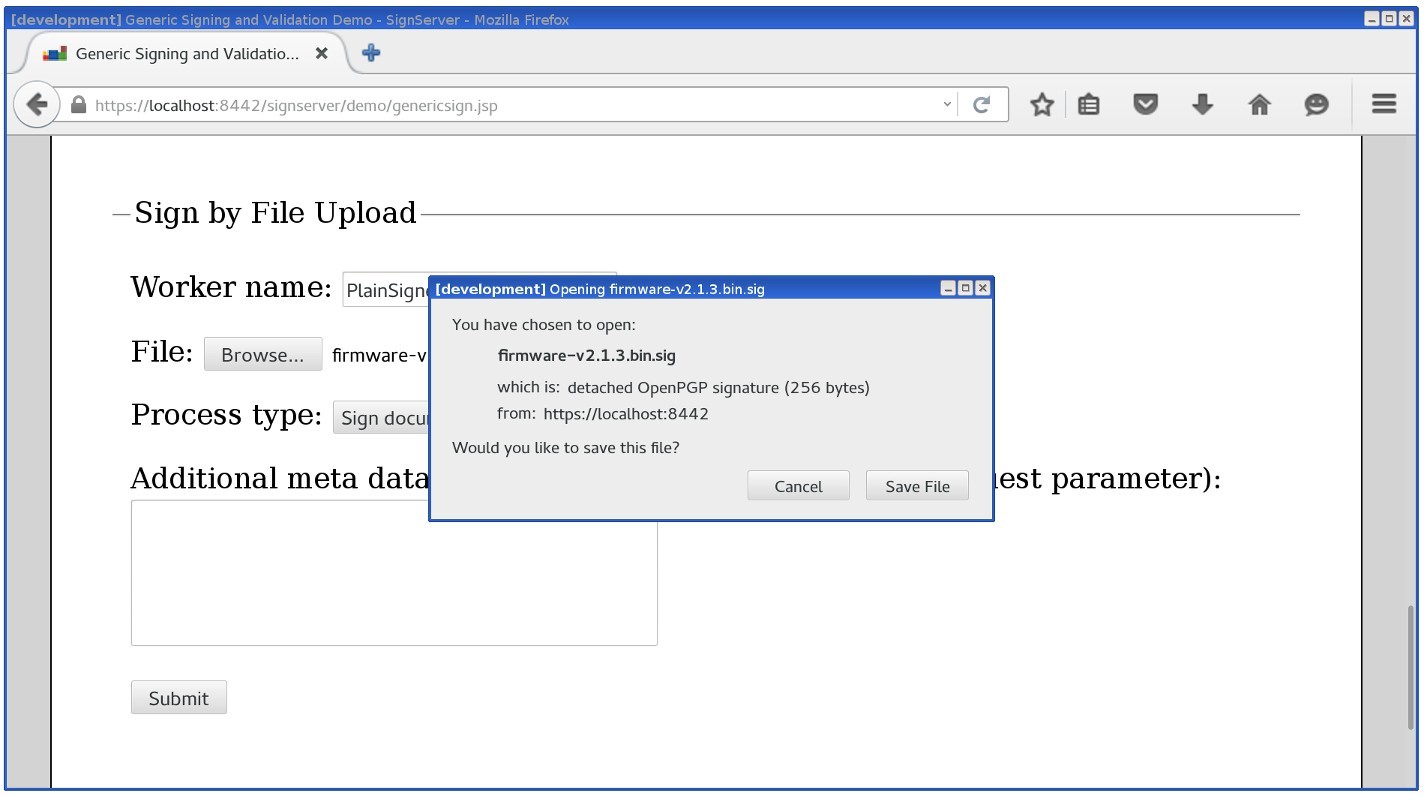 [development] Generic Signing and Validation Demo - SignServer - Mozilla Firefox
Generic Signing and Validatio...
https://localhost:8442/signserver/demo/genericsign.jsp
Sign by File Upload
Worker name: PlainSigne
[development] Opening firmware-v2.1.3.bin.sig
You have chosen to open:
firmware-v2.1.3.bin.sig
which is: detached OpenPGP signature (256 bytes)
from: https://localhost:8442
Would you like to save this file?
Cancel Save File
File: Browse... firmware-v
Process type: Sign docu
Additional meta data est parameter):
Submit